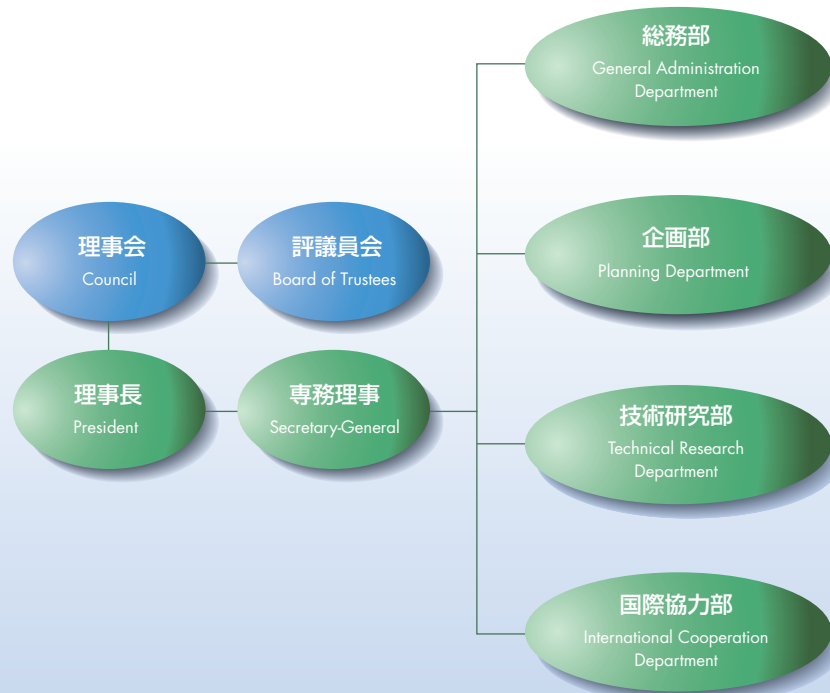 理事会
Council
評議員会
Board of Trustees
理事長
President
専務理事
Secretary-General
総務部
General Administration
Department
企画部
Planning Department
技術研究部
Technical Research
Department
国際協力部
International Cooperation
Department